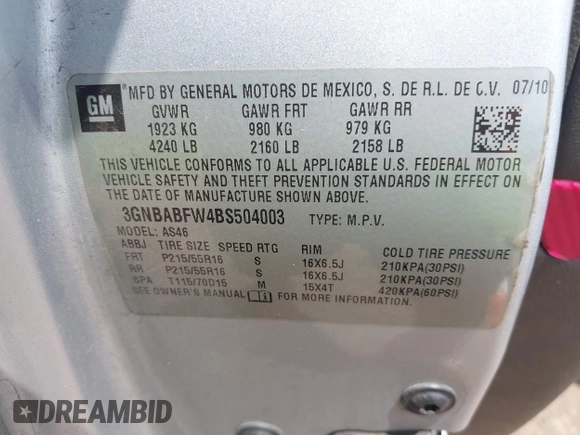 GM
MFD BY GENERAL MOTORS DE MEXICO, S. DE R.L. DE C.V. 07/10
GVWR GAWR FRT GAWR RR
1923 KG 980 KG 979 KG
4240 LB 2160 LB 2158 LB
THIS VEHICLE CONFORMS TO ALL APPLICABLE U.S. FEDERAL MOTOR
VEHICLE SAFETY AND THEFT PREVENTION STANDARDS IN EFFECT ON
THE DATE OF MANUFACTURE SHOWN ABOVE.
3GNBABFW4BS504003 TYPE: M.P.V.
MODEL: AS46
ABBJ TIRE SIZE SPEED RTG RIM COLD TIRE PRESSURE
FRT P215/55R16 S 16X6.5J 210KPA(30PSI)
RR P215/55R16 S 16X6.5J 210KPA(30PSI)
SPA T115/70D15 M 15X4T 420KPA(60PSI)
SEE OWNER'S MANUAL FOR MORE INFORMATION.
DREAMBID